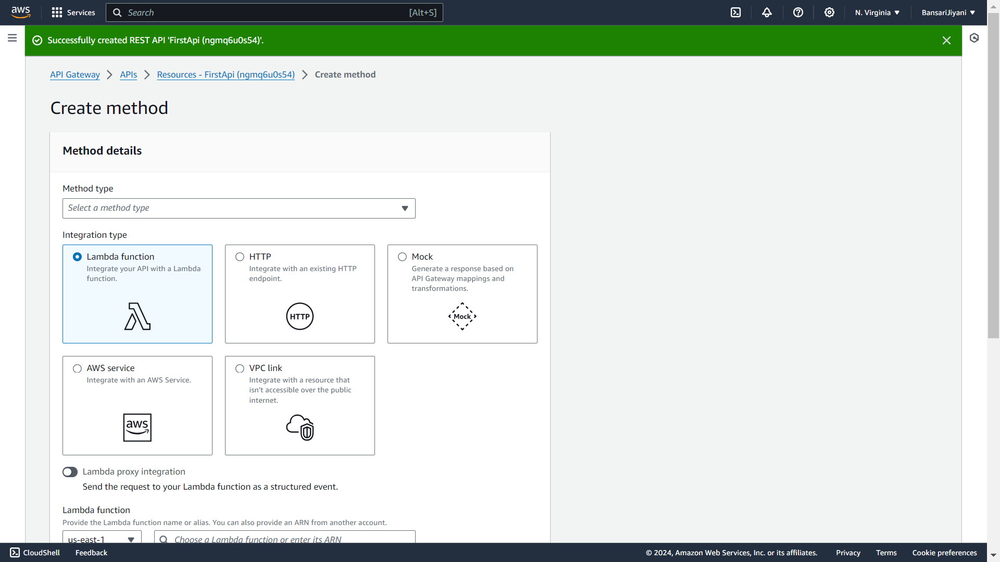 aws
Services
Search
[Alt+S]
N. Virginia
BansariJiyani
Successfully created REST API 'FirstApi (ngmq6u0s54)'.
API Gateway
APIs
Resources - FirstApi (ngmq6u0s54)
Create method
Create method
Method details
Method type
Select a method type
Integration type
Lambda function
Integrate your API with a Lambda
function.
HTTP
Integrate with an existing HTTP
endpoint.
HTTP
Mock
Generate a response based on
API Gateway mappings and
transformations.
Mock
AWS service
Integrate with an AWS Service.
aws
VPC link
Integrate with a resource that
isn't accessible over the public
internet.
Lambda proxy integration
Send the request to your Lambda function as a structured event.
Lambda function
Provide the Lambda function name or alias. You can also provide an ARN from another account.
us-east-1
Choose a Lambda function or enter its ARN
CloudShell
Feedback
© 2024, Amazon Web Services, Inc. or its affiliates.
Privacy
Terms
Cookie preferences